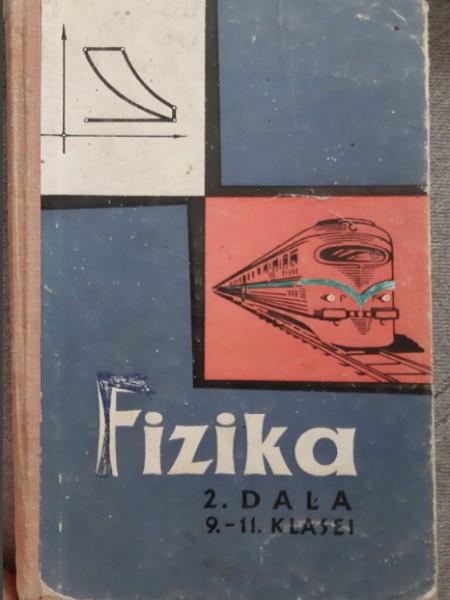 Fizika
2. DAĻA
9.-11. KLASEI